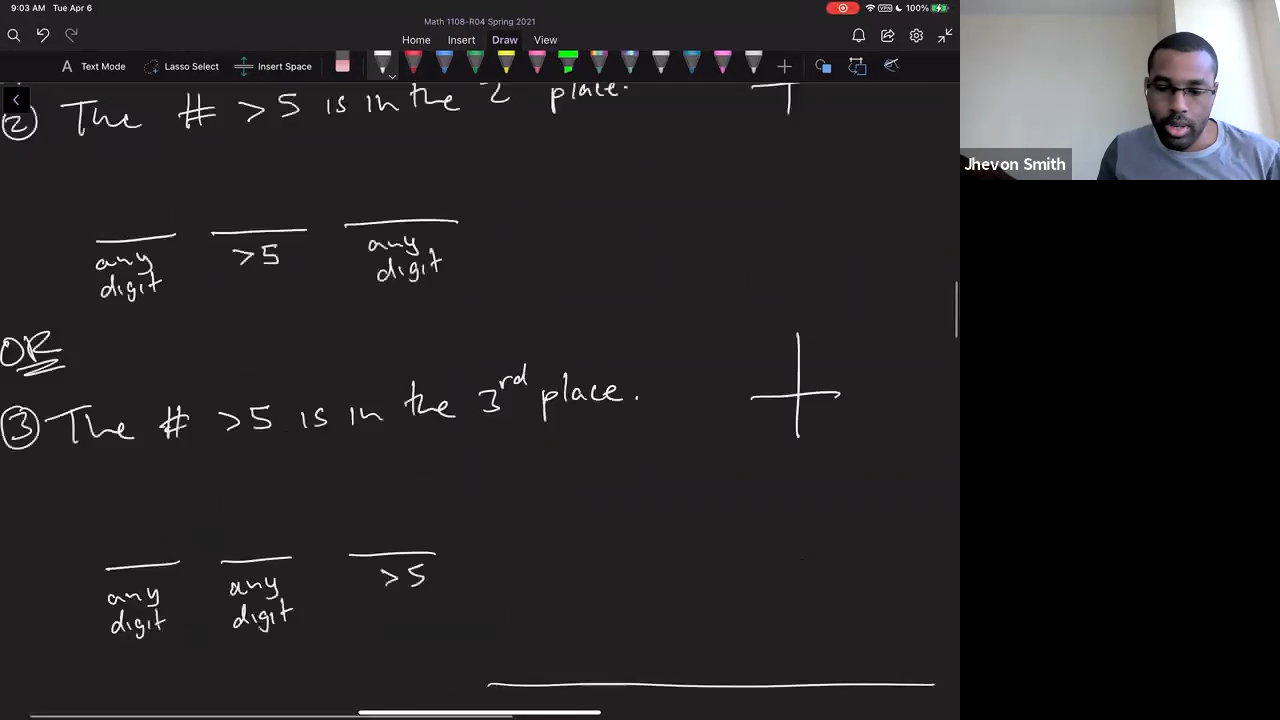 9:03 AM Tue Apr 6
VPN 100%
Math 1108-R04 Spring 2021
Home Insert Draw View
A Text Mode Lasso Select Insert Space
② The # >5 is in the 2 place.
any digit
>5
any digit
OR
③ The # >5 is in the 3rd place.
any digit
any digit
>5
Jhevon Smith